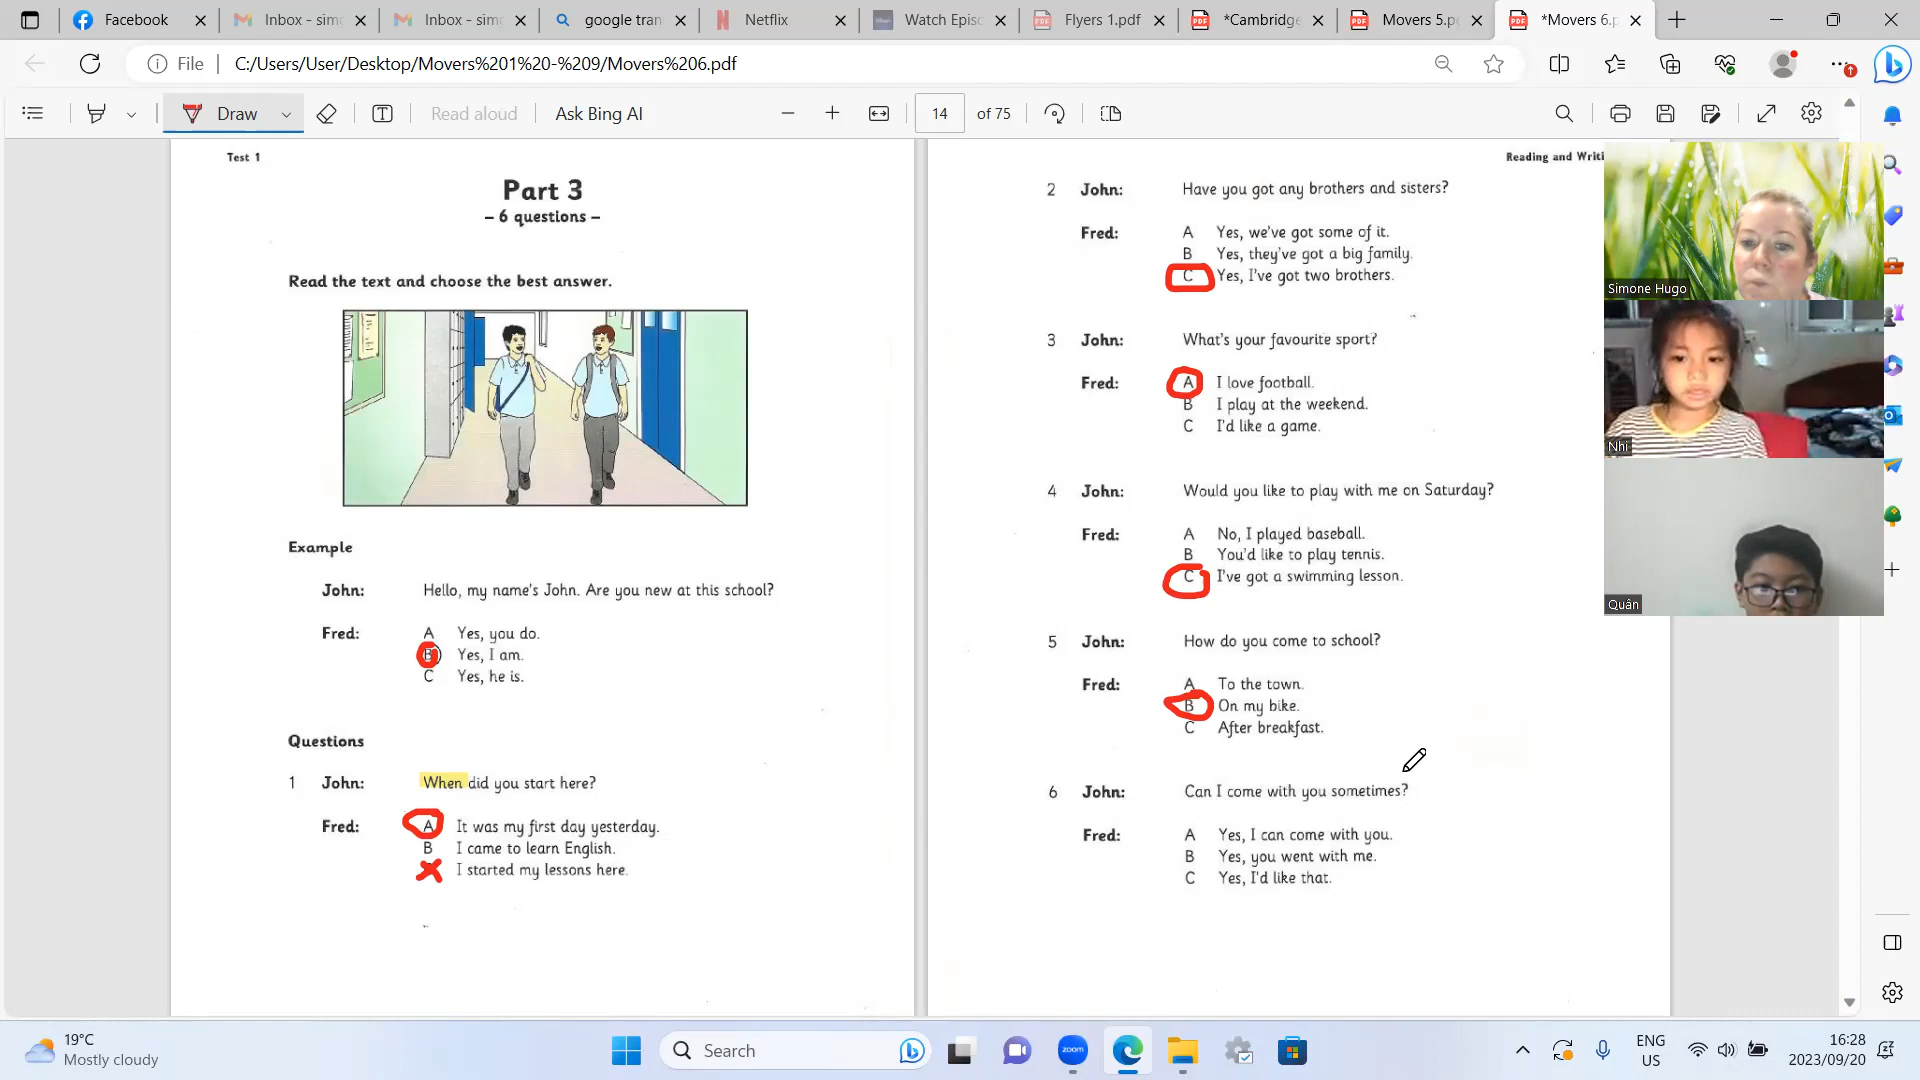 Facebook
Inbox - simo
Inbox - simo
google tran
Netflix
Watch Episo
Flyers 1.pdf
*Cambridge
Movers 5.p
*Movers 6.p
File
C:/Users/User/Desktop/Movers%201%20-%209/Movers%206.pdf
Draw
Read aloud
Ask Bing AI
14 of 75
Test 1
Part 3
– 6 questions –
Read the text and choose the best answer.
Example
John: Hello, my name's John. Are you new at this school?
Fred: A Yes, you do.
B Yes, I am.
C Yes, he is.
Questions
1 John: When did you start here?
Fred: A It was my first day yesterday.
B I came to learn English.
I started my lessons here.
Reading and Writi
2 John: Have you got any brothers and sisters?
Fred: A Yes, we've got some of it.
B Yes, they've got a big family.
C Yes, I've got two brothers.
3 John: What's your favourite sport?
Fred: A I love football.
B I play at the weekend.
C I'd like a game.
4 John: Would you like to play with me on Saturday?
Fred: A No, I played baseball.
B You'd like to play tennis.
C I've got a swimming lesson.
5 John: How do you come to school?
Fred: A To the town.
B On my bike.
C After breakfast.
6 John: Can I come with you sometimes?
Fred: A Yes, I can come with you.
B Yes, you went with me.
C Yes, I'd like that.
Simone Hugo
Nhi
Quân
19°C
Mostly cloudy
Search
zoom
ENG
US
16:28
2023/09/20